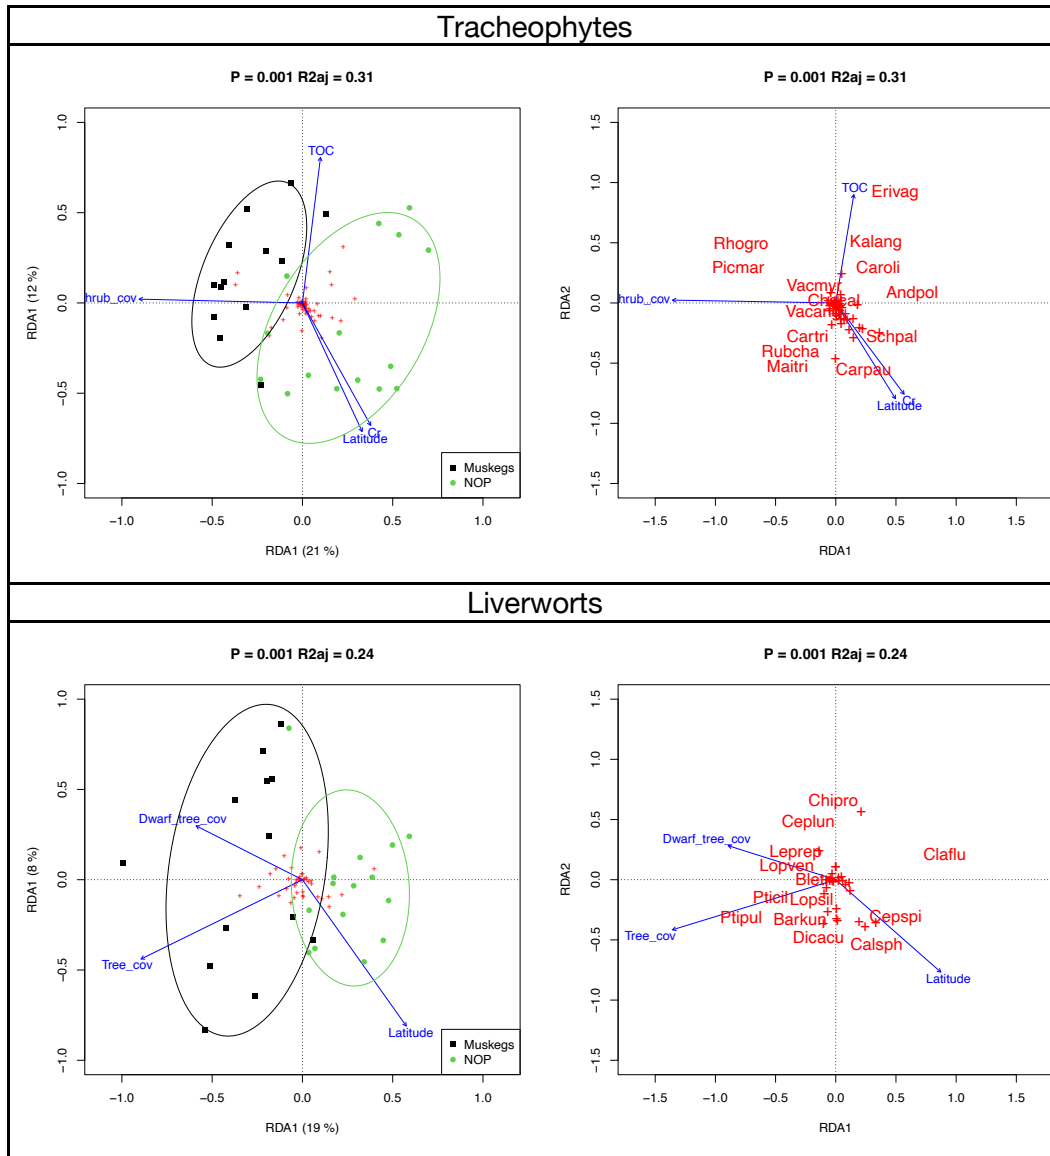 Tracheophytes
P = 0.001 R2aj = 0.31
RDA1 (12 %)
1.0
0.5
0.0
−0.5
−1.0
TOC
hrub_cov
Cr
Latitude
Muskegs
NOP
−1.0 −0.5 0.0 0.5 1.0
RDA1 (21 %)
P = 0.001 R2aj = 0.31
RDA2
1.5
1.0
0.5
0.0
−0.5
−1.0
−1.5
TOC
Erivag
Rhogro
Kalang
Picmar
Caroli
Vacmyr
Andpol
hrub_cov
Cartri
Schpal
Rubcha
Maitri
Carpau
Cr
Latitude
−1.5 −1.0 −0.5 0.0 0.5 1.0 1.5
RDA1
Liverworts
P = 0.001 R2aj = 0.24
RDA1 (8 %)
1.0
0.5
0.0
−0.5
−1.0
Dwarf_tree_cov
Tree_cov
Latitude
Muskegs
NOP
−1.0 −0.5 0.0 0.5 1.0
RDA1 (19 %)
P = 0.001 R2aj = 0.24
RDA2
1.5
1.0
0.5
0.0
−0.5
−1.0
−1.5
Chipro
Ceplun
Dwarf_tree_cov
Leprep
Claflu
Lopven
Pticil
Lopsil
Ptipul
Barkun
Cepspi
Tree_cov
Dicacu
Calsph
Latitude
−1.5 −1.0 −0.5 0.0 0.5 1.0 1.5
RDA1